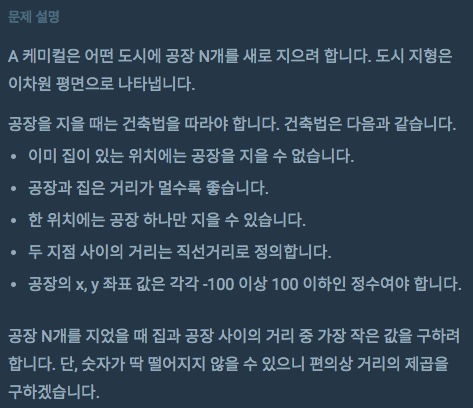 문제 설명
A 케미컬은 어떤 도시에 공장 N개를 새로 지으려 합니다. 도시 지형은
이차원 평면으로 나타냅니다.
공장을 지을 때는 건축법을 따라야 합니다. 건축법은 다음과 같습니다.
• 이미 집이 있는 위치에는 공장을 지을 수 없습니다.
• 공장과 집은 거리가 멀수록 좋습니다.
• 한 위치에는 공장 하나만 지을 수 있습니다.
• 두 지점 사이의 거리는 직선거리로 정의합니다.
• 공장의 x, y 좌표 값은 각각 -100 이상 100 이하인 정수여야 합니다.
공장 N개를 지었을 때 집과 공장 사이의 거리 중 가장 작은 값을 구하려
합니다. 단, 숫자가 딱 떨어지지 않을 수 있으니 편의상 거리의 제곱을
구하겠습니다.